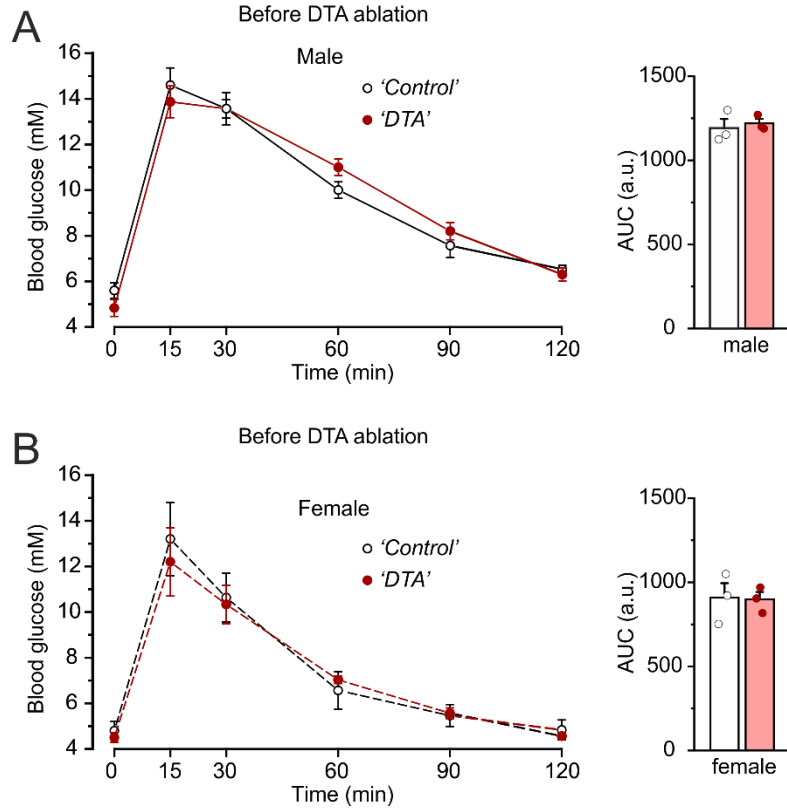 A
Before DTA ablation
Male
'Control'
'DTA'
Blood glucose (mM)
16
14
12
10
8
6
4
0 15 30 60 90 120
Time (min)
AUC (a.u.)
1500
1000
500
0
male
B
Before DTA ablation
Female
'Control'
'DTA'
Blood glucose (mM)
16
14
12
10
8
6
4
0 15 30 60 90 120
Time (min)
AUC (a.u.)
1500
1000
500
0
female